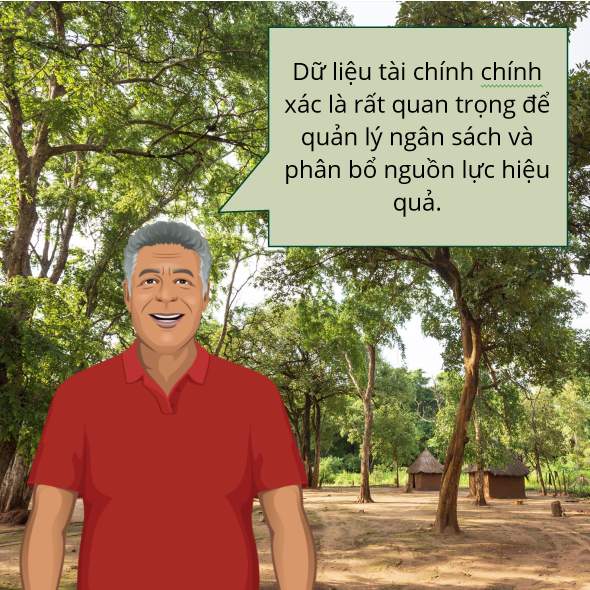 Dữ liệu tài chính chính
xác là rất quan trọng để
quản lý ngân sách và
phân bổ nguồn lực hiệu
quả.